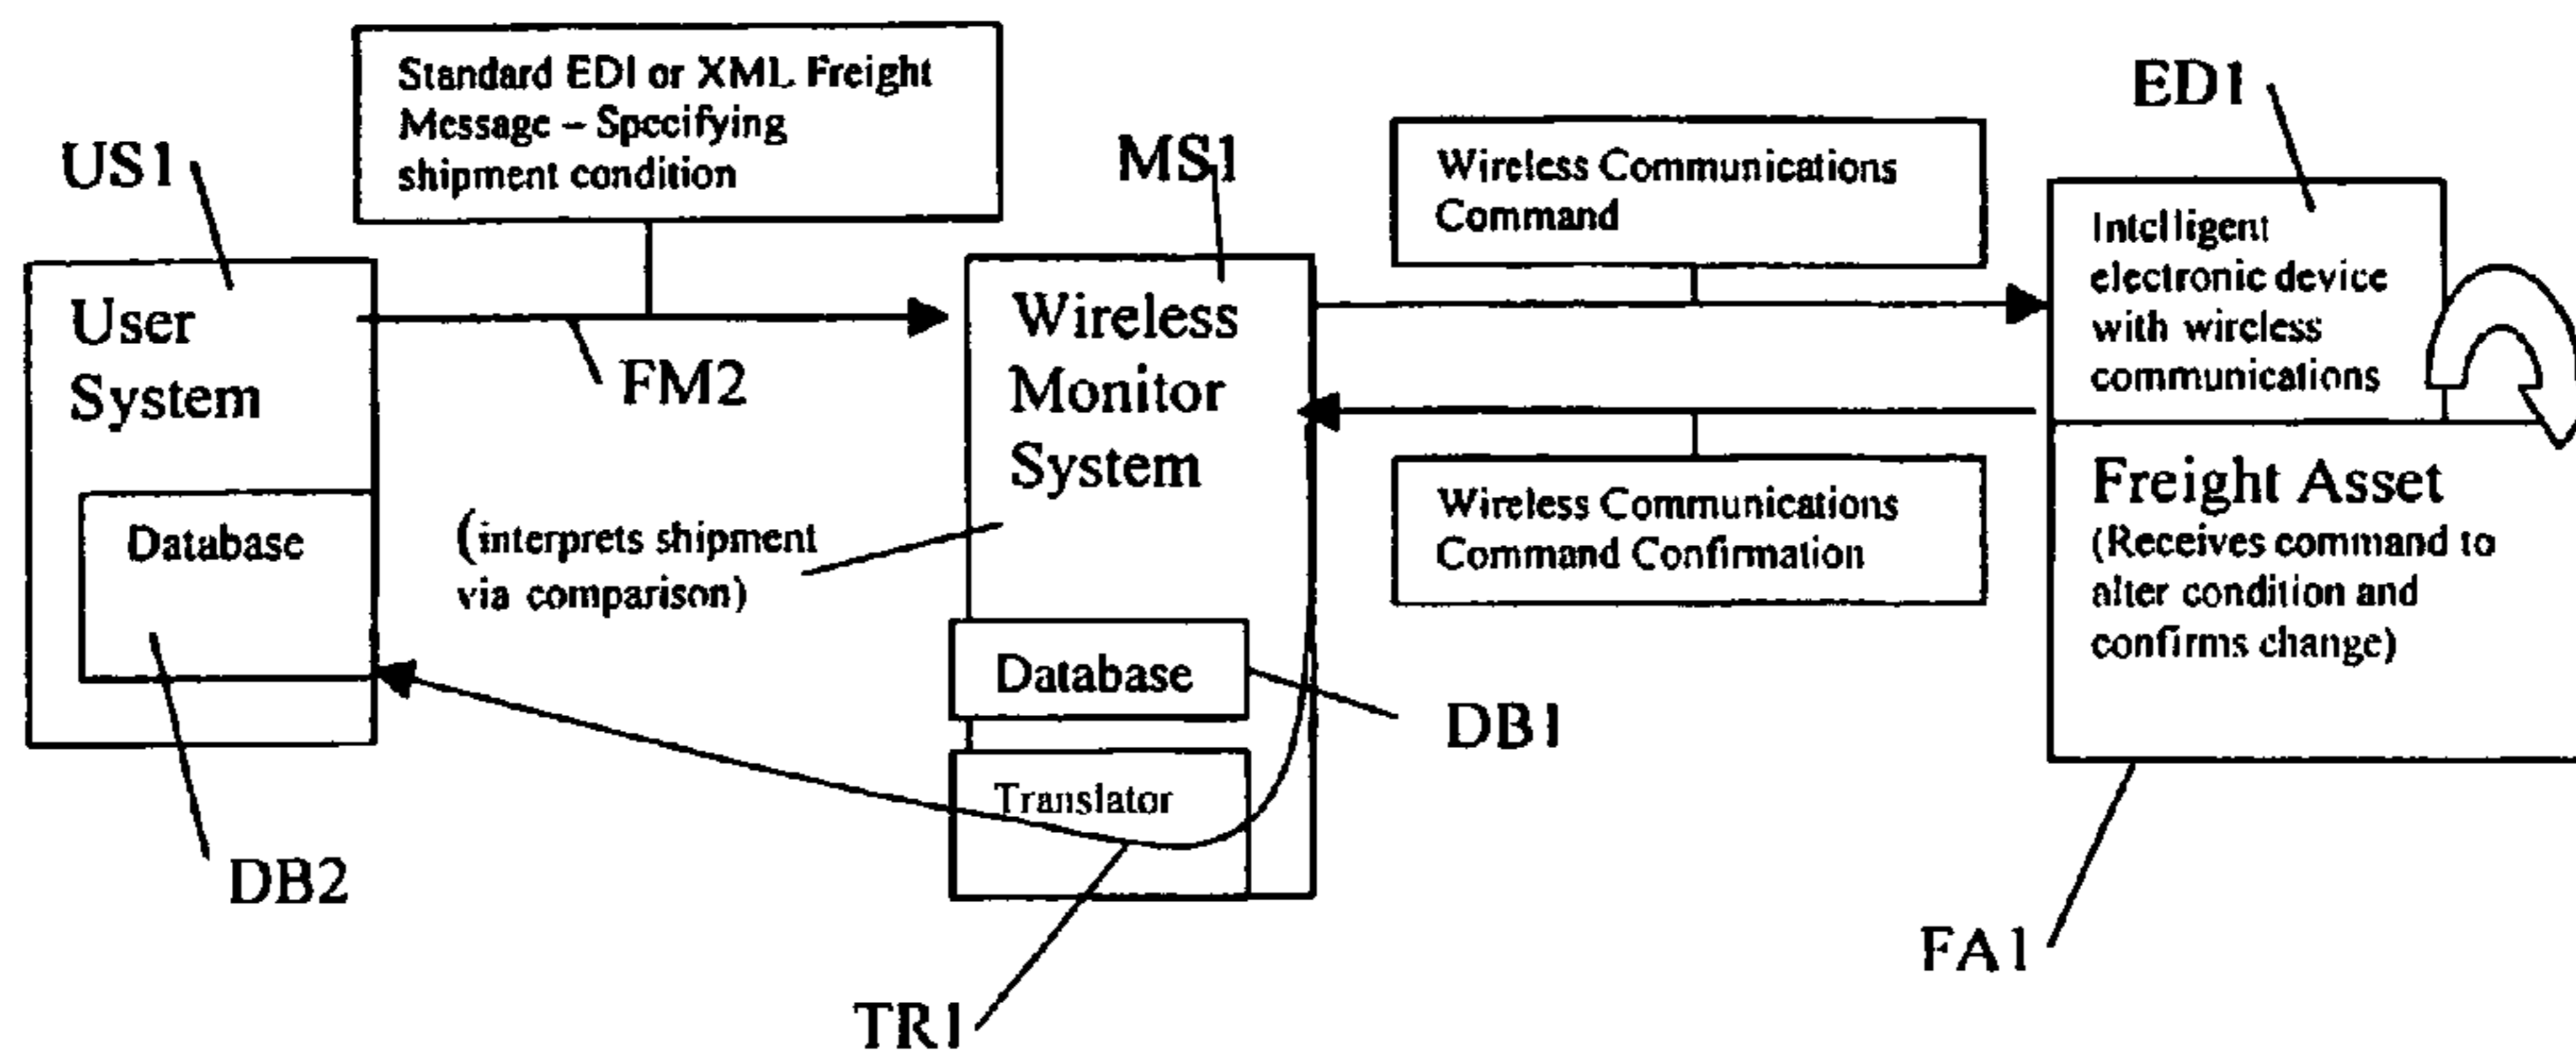 US1
Standard EDI or XML Freight
Message – Specifying
shipment condition
MS1
Wireless Communications
Command
ED1
User
System
FM2
Wireless
Monitor
System
Intelligent
electronic device
with wireless
communications
Database
(interprets shipment
via comparison)
Wireless Communications
Command Confirmation
Freight Asset
(Receives command to
alter condition and
confirms change)
Database
DB1
Translator
DB2
TR1
FA1